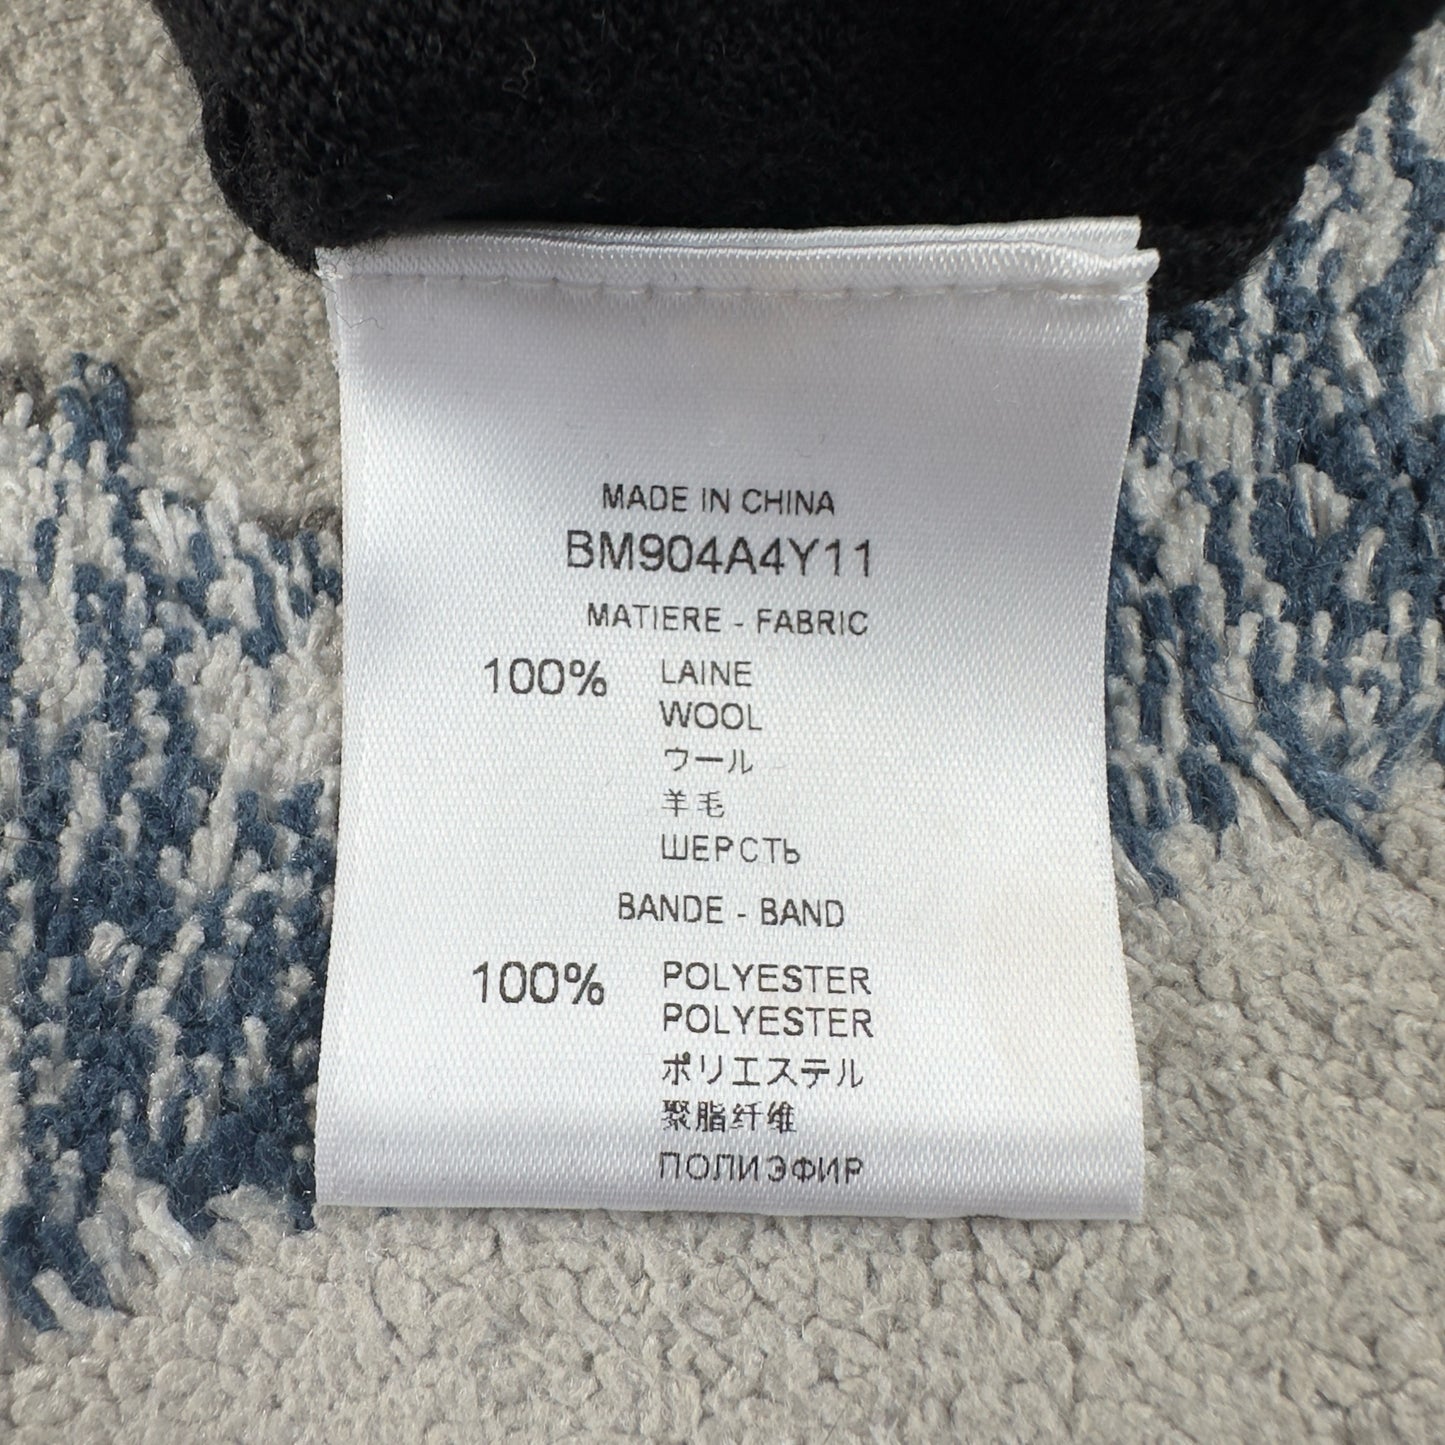 MADE IN CHINA
BM904A4Y11
MATIERE - FABRIC
100% LAINE
WOOL
ウール
羊毛
ШЕРСТЬ
BANDE - BAND
100% POLYESTER
POLYESTER
ポリエステル
聚脂纤维
ПОЛИЭФИР